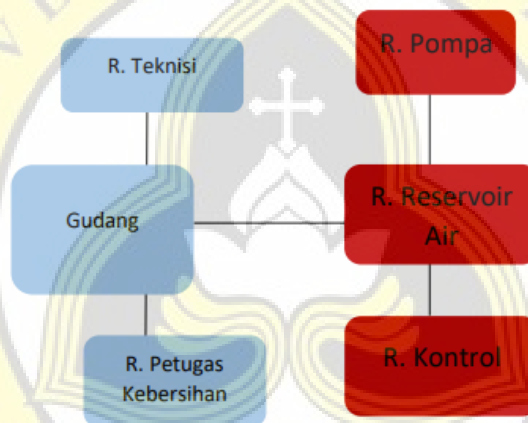 R. Teknisi
R. Pompa
Gudang
R. Reservoir
Air
R. Petugas
Kebersihan
R. Kontrol